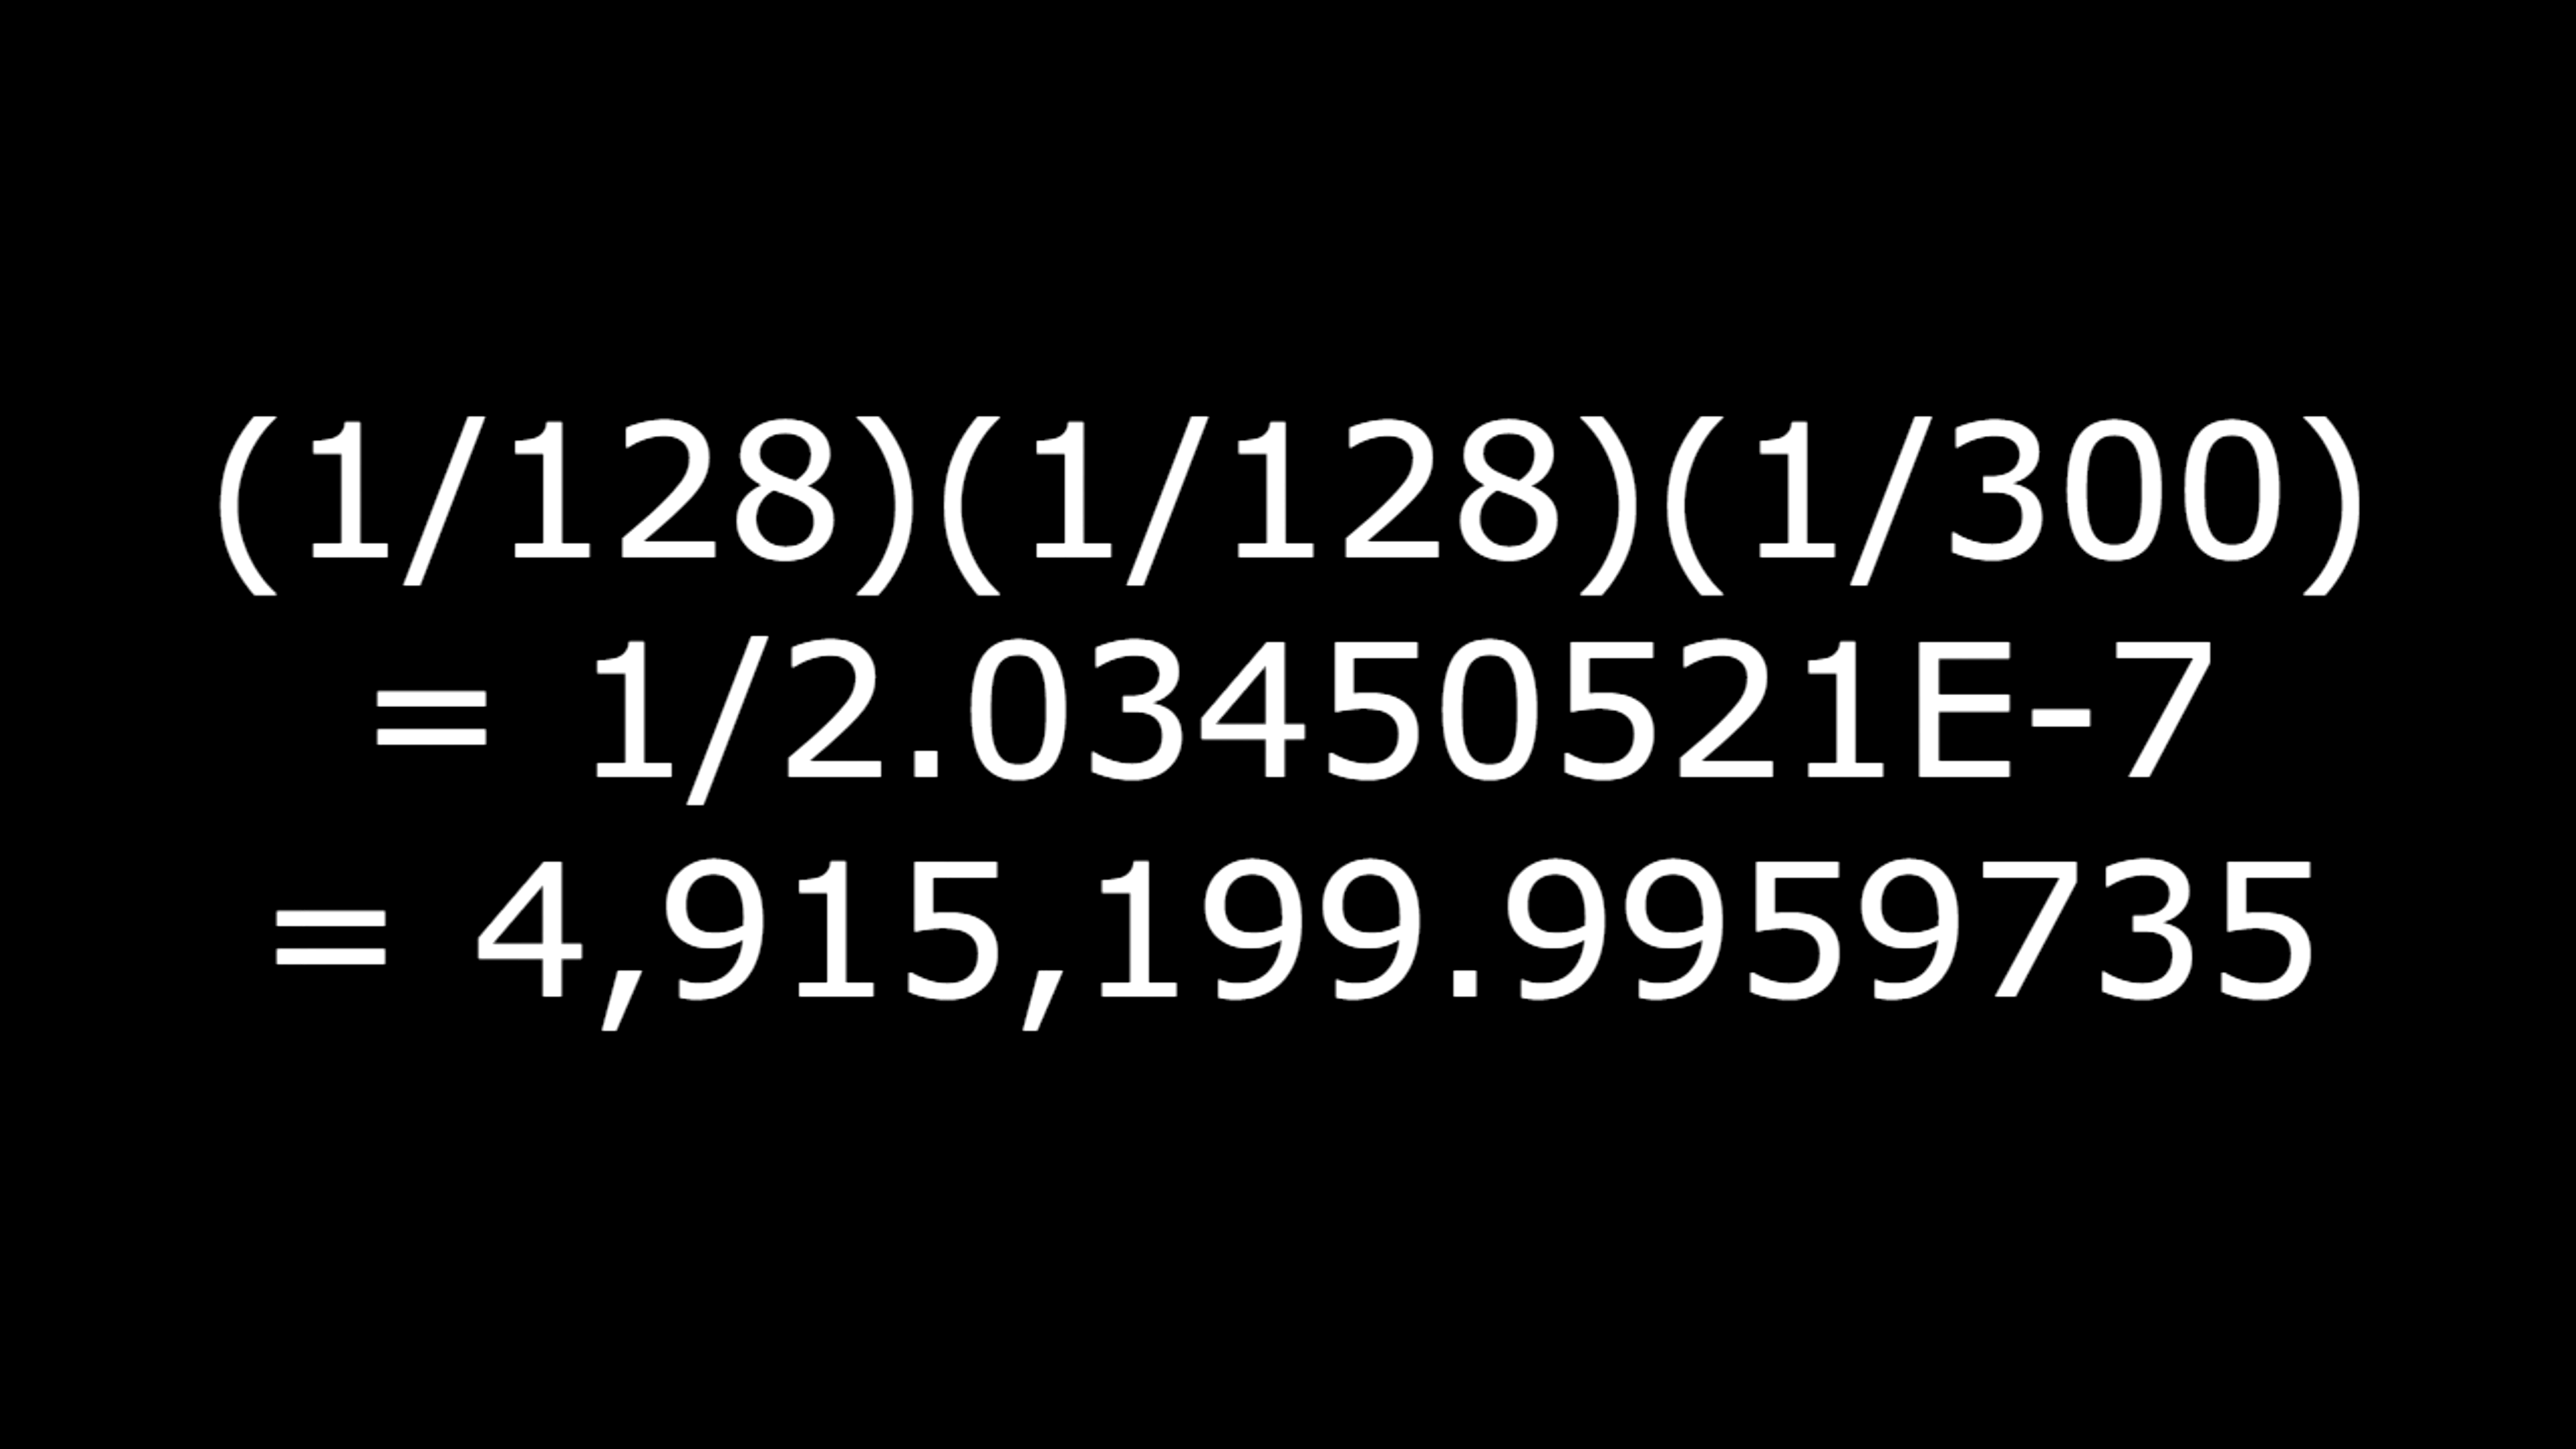 (1/128)(1/128)(1/300)
= 1/2.03450521E-7
= 4,915,199.9959735